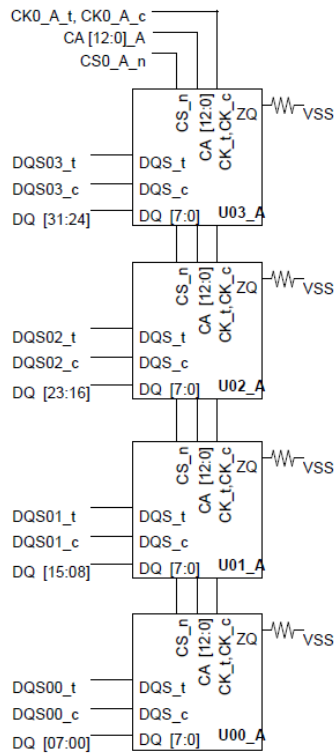 CK0_A_t, CK0_A_c
CA [12:0]_A
CS0_A_n
CS_n
CA [12:0]
CK_t,CK_c
ZQ
VSS
DQS03_t
DQS_t
DQS03_c
DQS_c
DQ [31:24]
DQ [7:0]
U03_A
CS_n
CA [12:0]
CK_t,CK_c
ZQ
VSS
DQS02_t
DQS_t
DQS02_c
DQS_c
DQ [23:16]
DQ [7:0]
U02_A
CS_n
CA [12:0]
CK_t,CK_c
ZQ
VSS
DQS01_t
DQS_t
DQS01_c
DQS_c
DQ [15:08]
DQ [7:0]
U01_A
CS_n
CA [12:0]
CK_t,CK_c
ZQ
VSS
DQS00_t
DQS_t
DQS00_c
DQS_c
DQ [07:00]
DQ [7:0]
U00_A